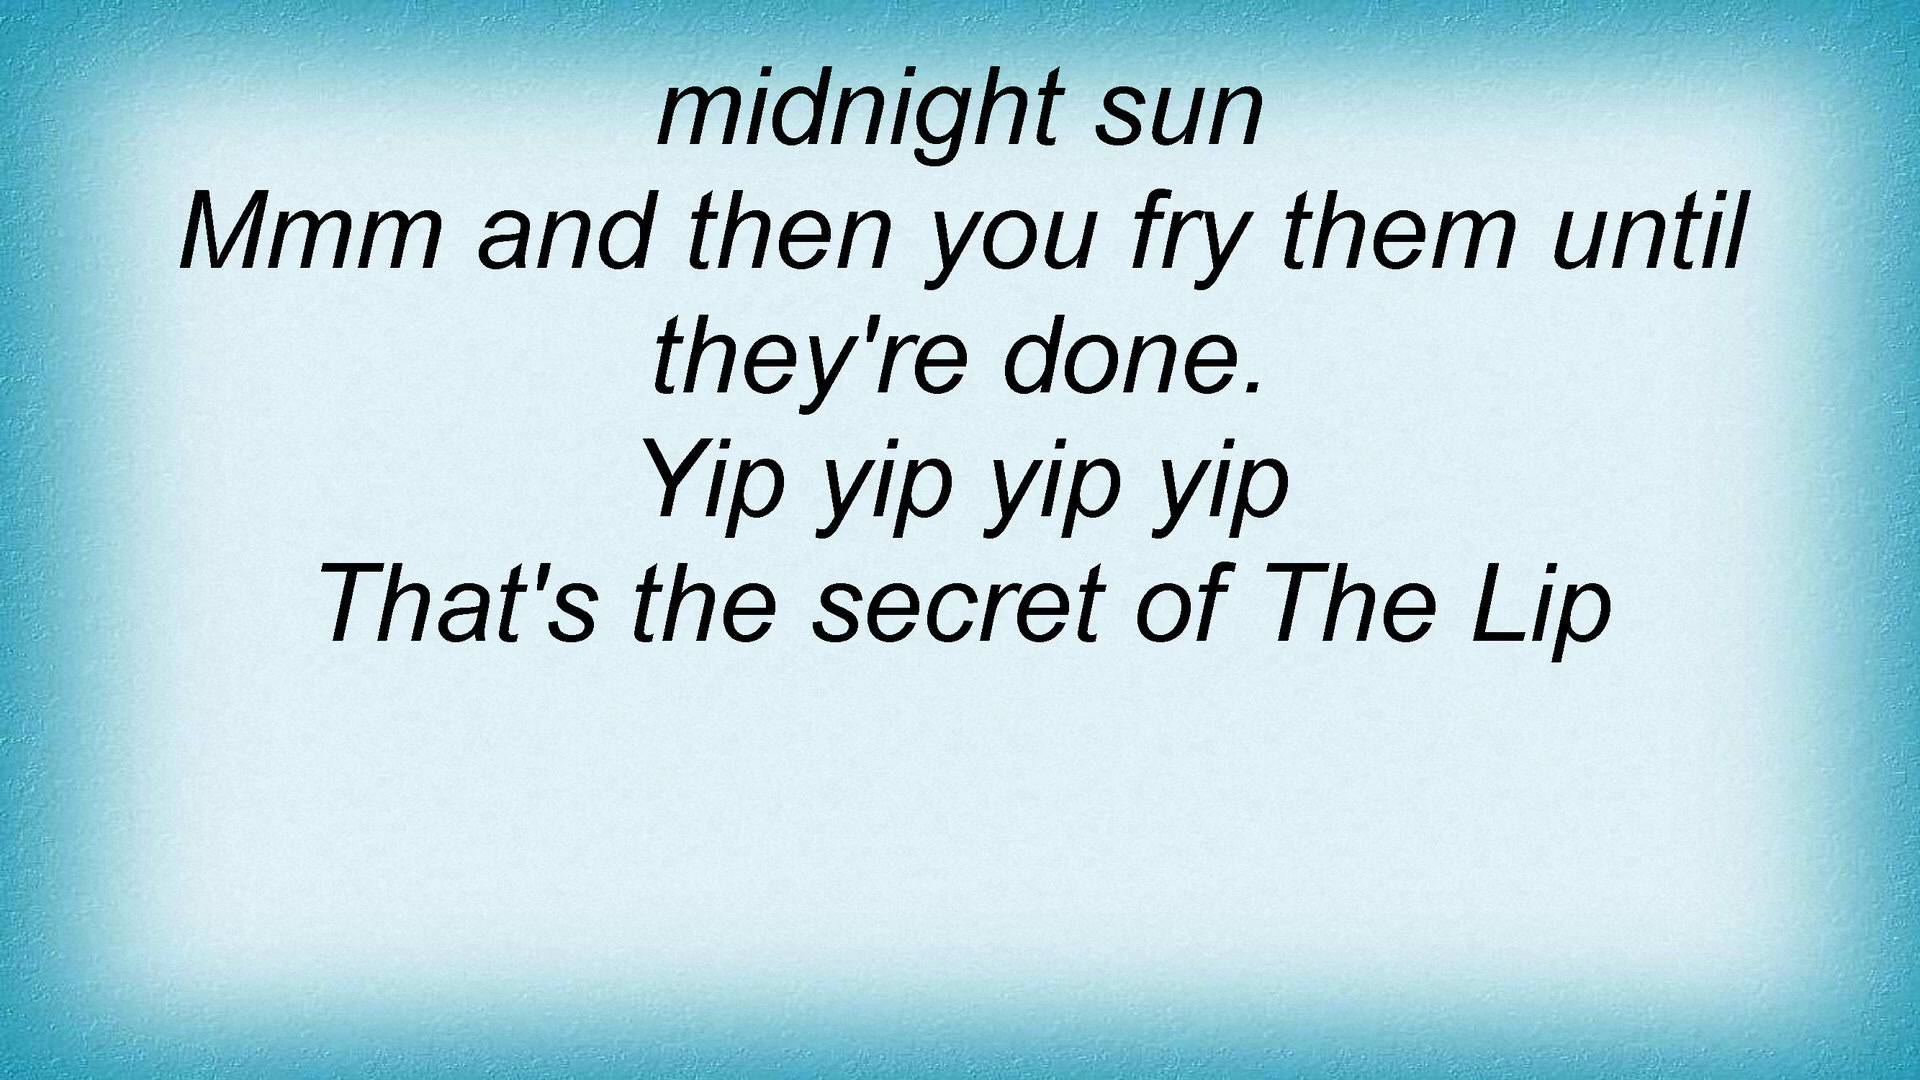 midnight sun
Mmm and then you fry them until
they're done.
Yip yip yip yip
That's the secret of The Lip